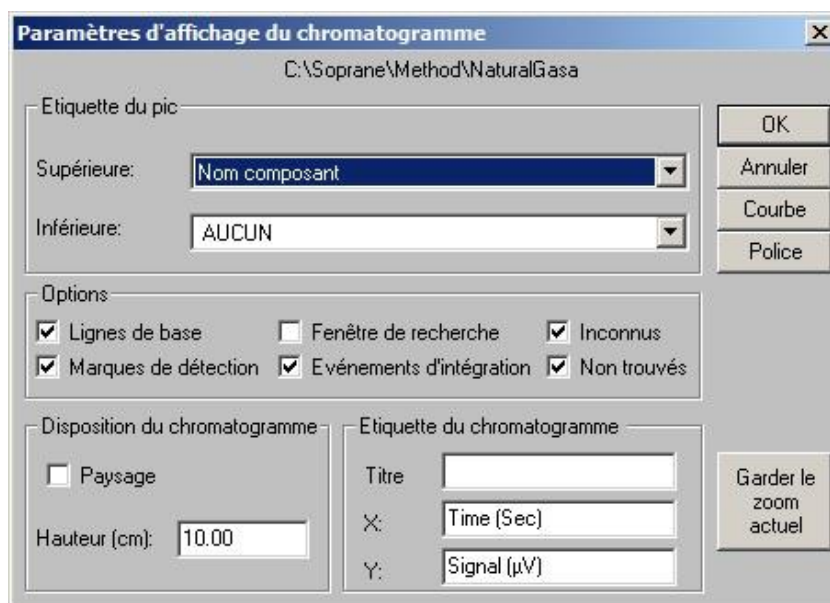 Paramètres d'affichage du chromatogramme
C:\Soprane\Method\NaturalGasa
Etiquette du pic
Supérieure: Nom composant
Inférieure: AUCUN
OK
Annuler
Courbe
Police
Options
Lignes de base Fenêtre de recherche Inconnus
Marques de détection Evénements d'intégration Non trouvés
Disposition du chromatogramme
Paysage
Hauteur (cm): 10.00
Etiquette du chromatogramme
Titre
X: Time (Sec)
Y: Signal (µV)
Garder le
zoom
actuel